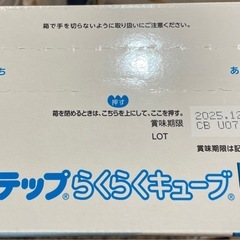 箱で手を切らないように取り扱いにご注意ください。
ち
あ
押す
箱を閉めるときは、こちらを上にして、ここを押す。
2025.12
賞味期限
CB U07
LOT
賞味期限は記
テップらくらくキューブ